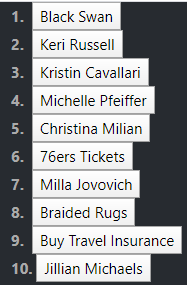 1. Black Swan
2. Keri Russell
3. Kristin Cavallari
4. Michelle Pfeiffer
5. Christina Milian
6. 76ers Tickets
7. Milla Jovovich
8. Braided Rugs
9. Buy Travel Insurance
10. Jillian Michaels